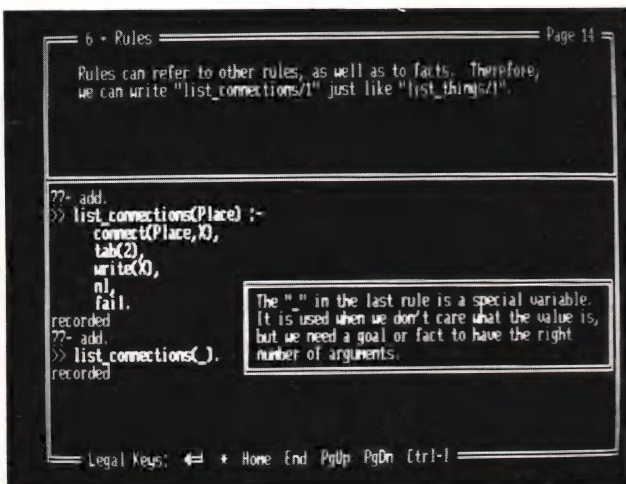 6 - Rules
Page 14
Rules can refer to other rules, as well as to facts. Therefore,
we can write "list_connections/1" just like "list_things/1".
??- add.
>> list_connections(Place) :-
connect(Place,X),
tab(2),
write(X),
nl,
fail.
recorded
??- add.
>> list_connections(_).
recorded
The "_" in the last rule is a special variable.
It is used when we don't care what the value is,
but we need a goal or fact to have the right
number of arguments.
Legal Keys: ◄┘ * Home End PgUp PgDn Ctrl-]